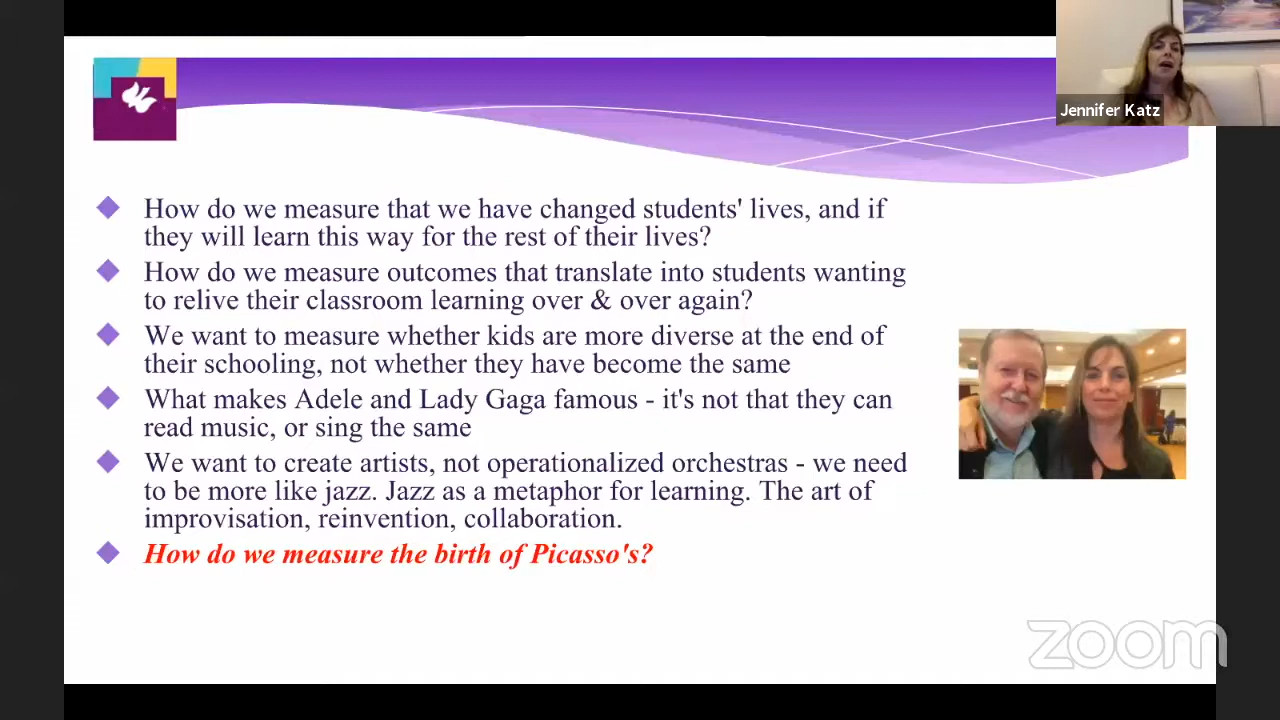 Jennifer Katz
How do we measure that we have changed students' lives, and if
they will learn this way for the rest of their lives?
How do we measure outcomes that translate into students wanting
to relive their classroom learning over & over again?
We want to measure whether kids are more diverse at the end of
their schooling, not whether they have become the same
What makes Adele and Lady Gaga famous - it's not that they can
read music, or sing the same
We want to create artists, not operationalized orchestras - we need
to be more like jazz. Jazz as a metaphor for learning. The art of
improvisation, reinvention, collaboration.
How do we measure the birth of Picasso's?
zoom